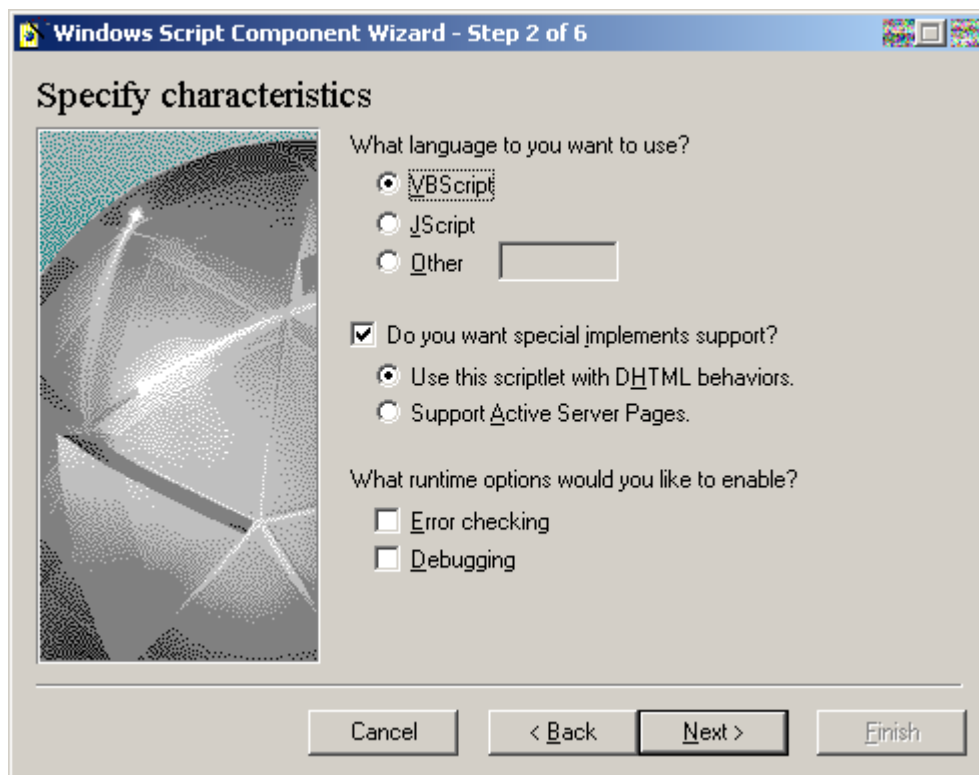 Windows Script Component Wizard - Step 2 of 6
Specify characteristics
What language to you want to use?
VBScript
JScript
Other
Do you want special implements support?
Use this scriptlet with DHTML behaviors.
Support Active Server Pages.
What runtime options would you like to enable?
Error checking
Debugging
Cancel < Back Next > Finish